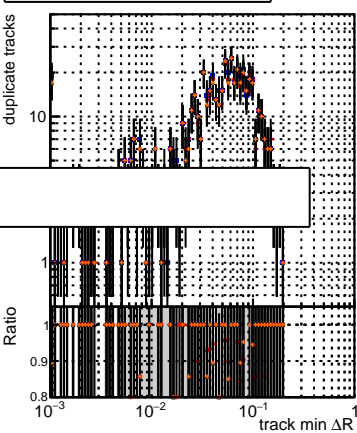 duplicate tracks
10
1
Ratio
1
0.9
0.8
10⁻³ 10⁻² 10⁻¹ 1
track min ΔR